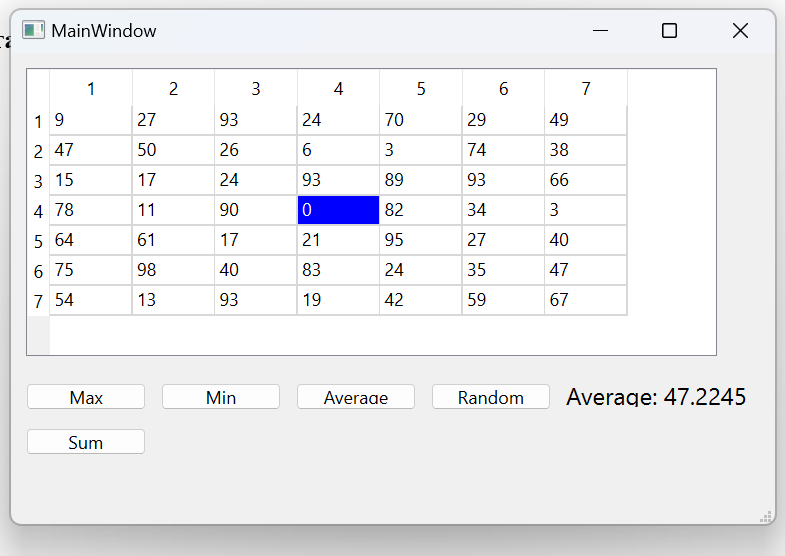 MainWindow
1 2 3 4 5 6 7
1 9 27 93 24 70 29 49
2 47 50 26 6 3 74 38
3 15 17 24 93 89 93 66
4 78 11 90 0 82 34 3
5 64 61 17 21 95 27 40
6 75 98 40 83 24 35 47
7 54 13 93 19 42 59 67
Max Min Average Random Average: 47.2245
Sum